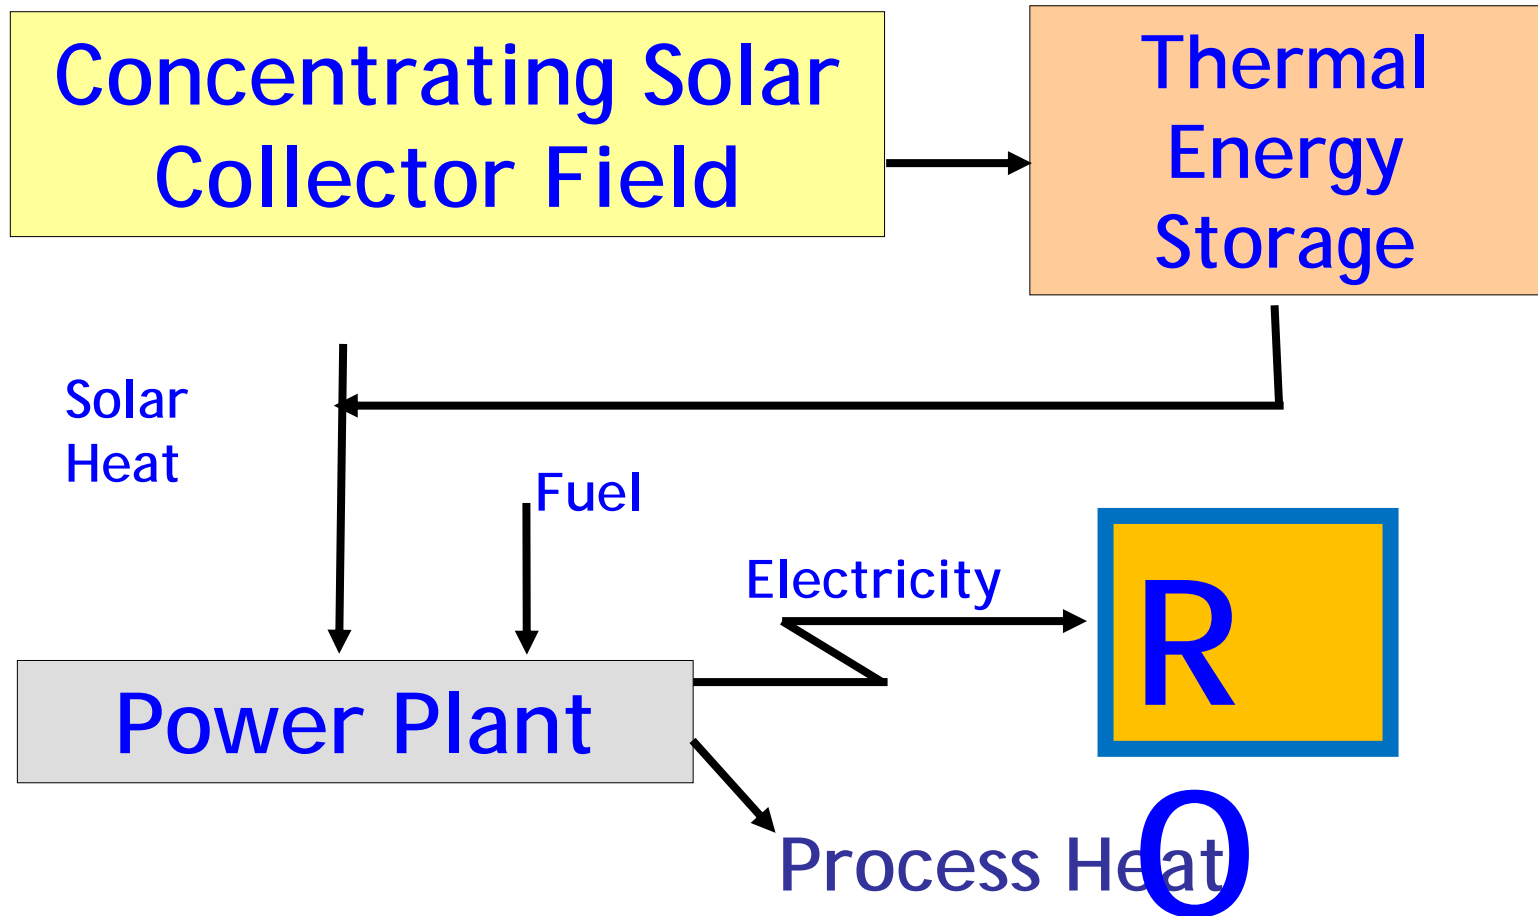 Concentrating Solar
Collector Field
Thermal
Energy
Storage
Solar
Heat
Fuel
Electricity
R
O
Power Plant
Process Heat